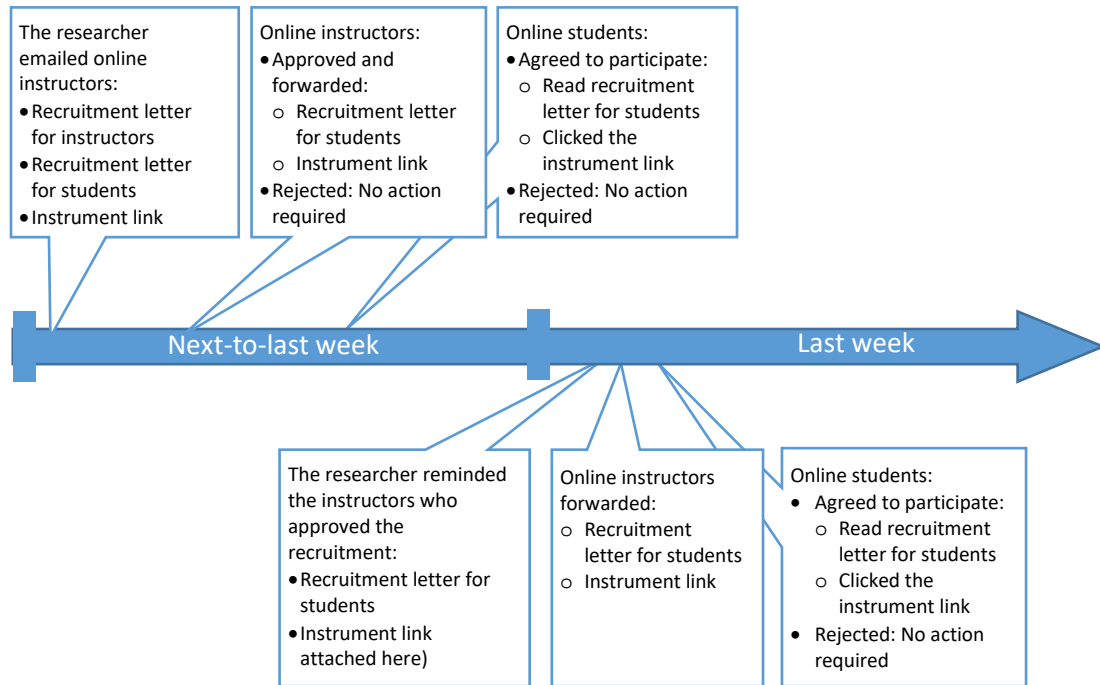 The researcher
emailed online
instructors:
•Recruitment letter
for instructors
•Recruitment letter
for students
•Instrument link
Online instructors:
•Approved and
forwarded:
o Recruitment letter
for students
o Instrument link
•Rejected: No action
required
Online students:
•Agreed to participate:
o Read recruitment
letter for students
o Clicked the
instrument link
•Rejected: No action
required
Next-to-last week
Last week
The researcher reminded
the instructors who
approved the
recruitment:
•Recruitment letter for
students
•Instrument link
attached here)
Online instructors
forwarded:
o Recruitment
letter for students
o Instrument link
Online students:
• Agreed to participate:
o Read recruitment
letter for students
o Clicked the
instrument link
• Rejected: No action
required